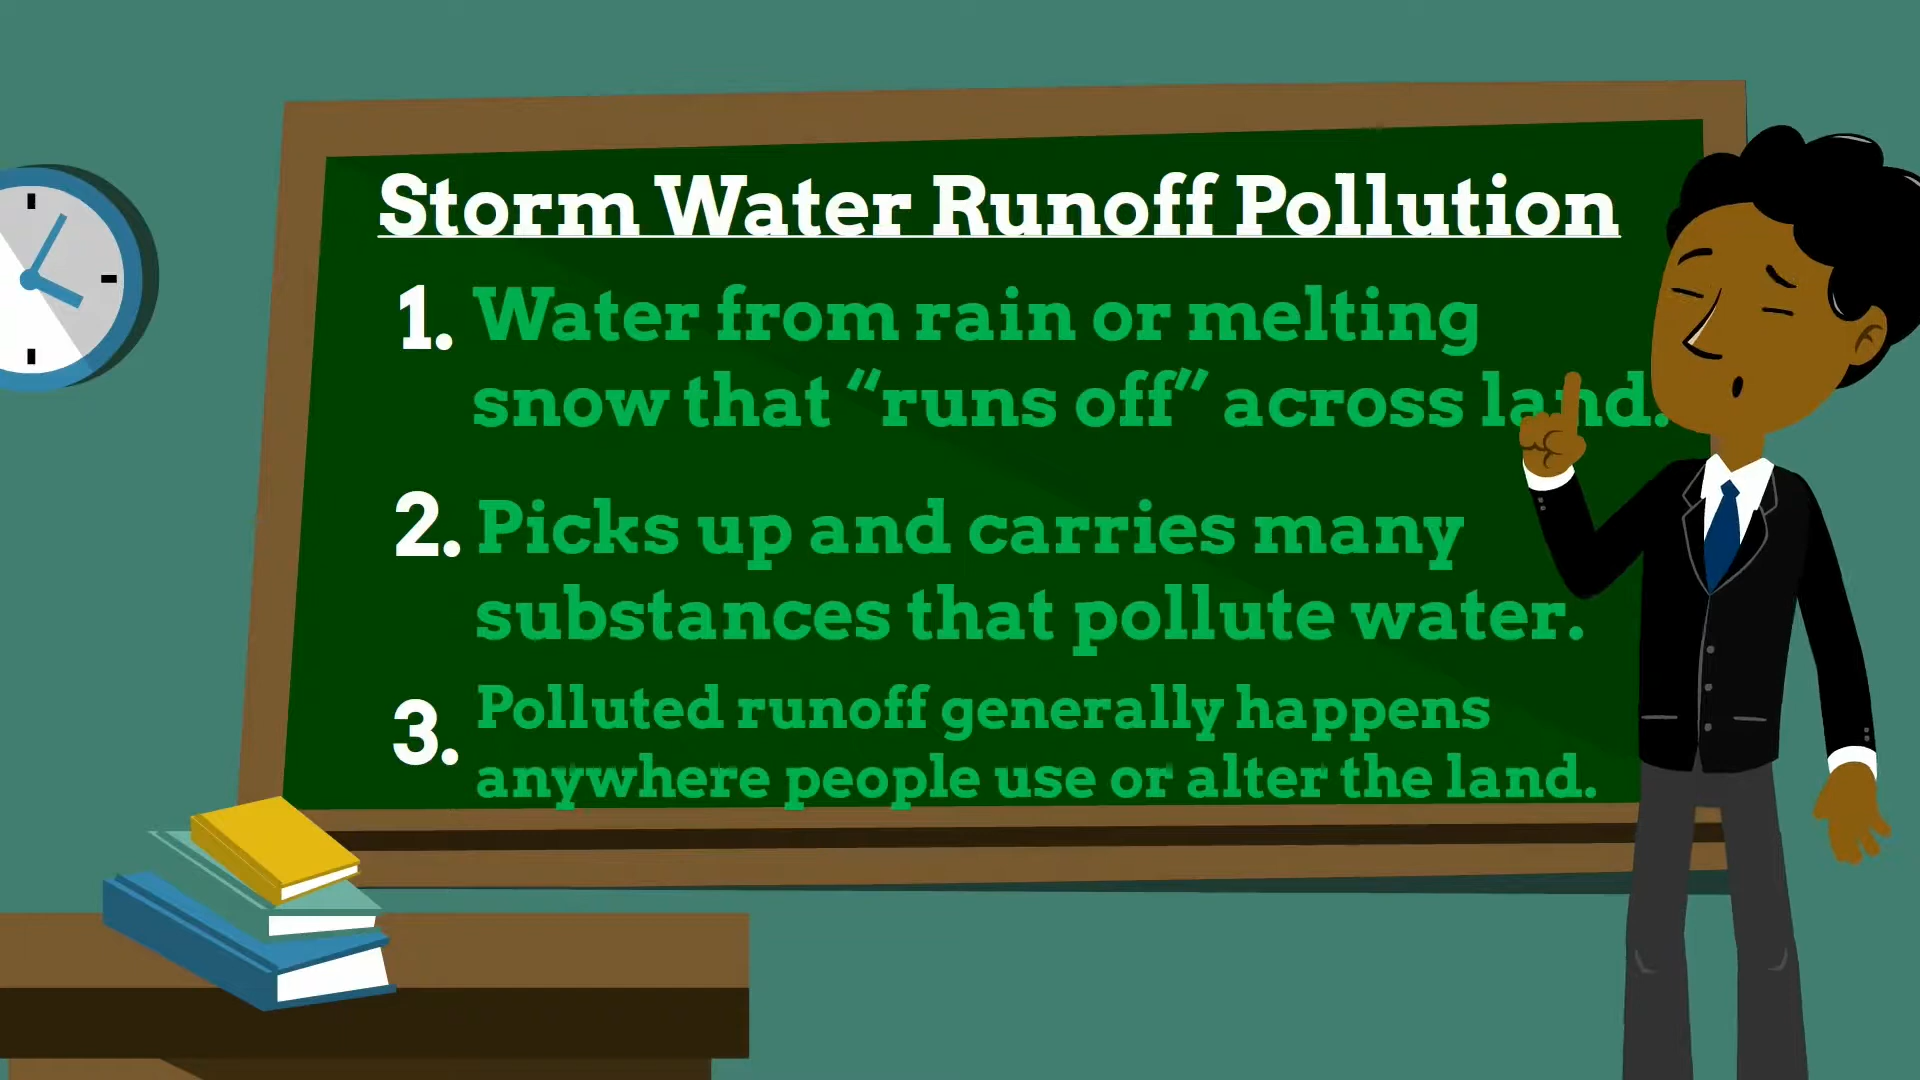 Storm Water Runoff Pollution
1. Water from rain or melting
snow that “runs off” across land.
2. Picks up and carries many
substances that pollute water.
3. Polluted runoff generally happens
anywhere people use or alter the land.